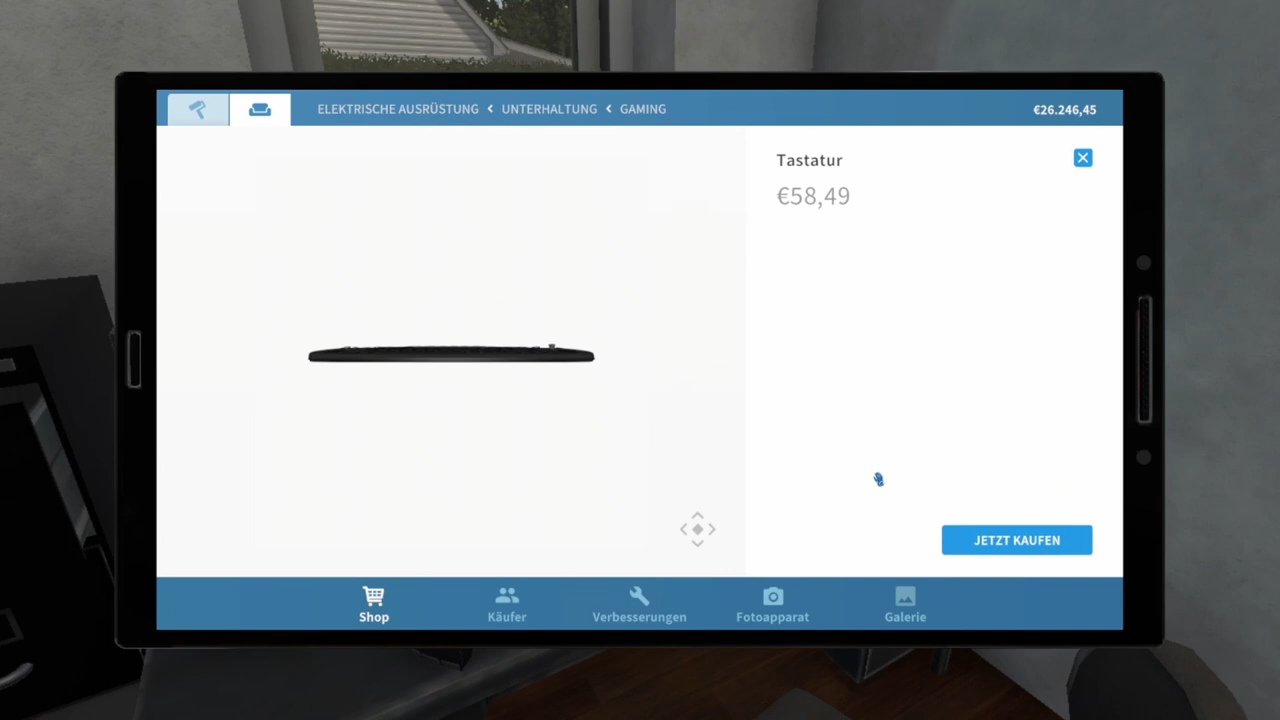 ELEKTRISCHE AUSRÜSTUNG < UNTERHALTUNG < GAMING
€26.246,45
Tastatur
€58,49
JETZT KAUFEN
Shop
Käufer
Verbesserungen
Fotoapparat
Galerie